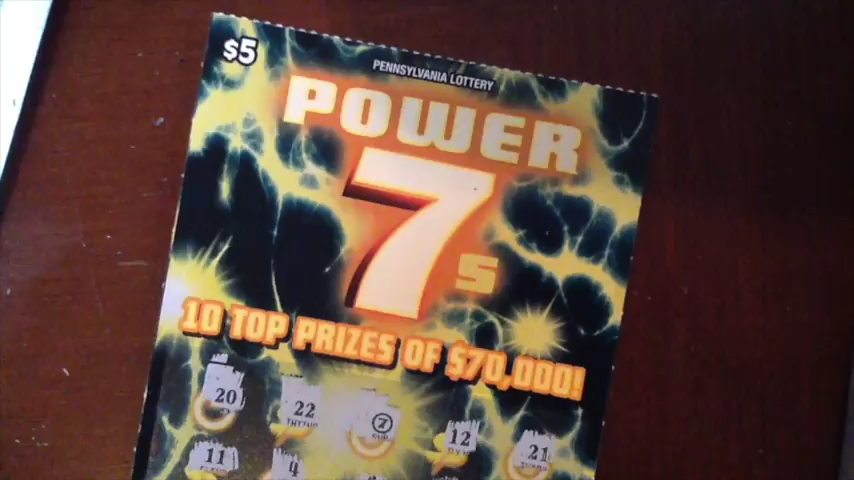 $5
PENNSYLVANIA LOTTERY
POWER
7s
10 TOP PRIZES OF $70,000!
20 22 7 12 21
11 4